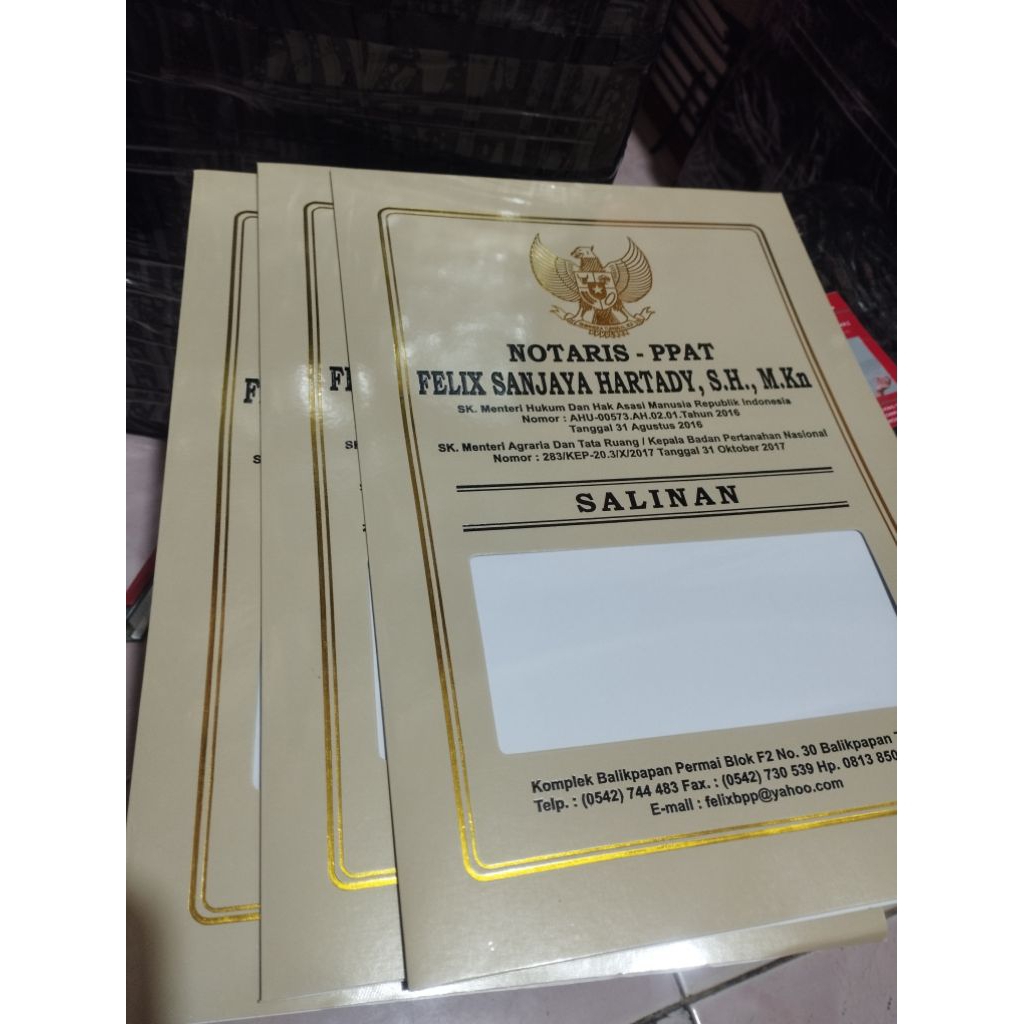 NOTARIS - PPAT
FELIX SANJAYA HARTADY, S.H., M.Kn
SK. Menteri Hukum Dan Hak Asasi Manusia Republik Indonesia
Nomor : AHU-00573.AH.02.01.Tahun 2016
Tanggal 31 Agustus 2016
SK. Menteri Agraria Dan Tata Ruang / Kepala Badan Pertanahan Nasional
Nomor : 283/KEP-20.3/X/2017 Tanggal 31 Oktober 2017
SALINAN
Komplek Balikpapan Permai Blok F2 No. 30 Balikpapan
Telp. : (0542) 744 483 Fax. : (0542) 730 539 Hp. 0813 850
E-mail : felixbpp@yahoo.com